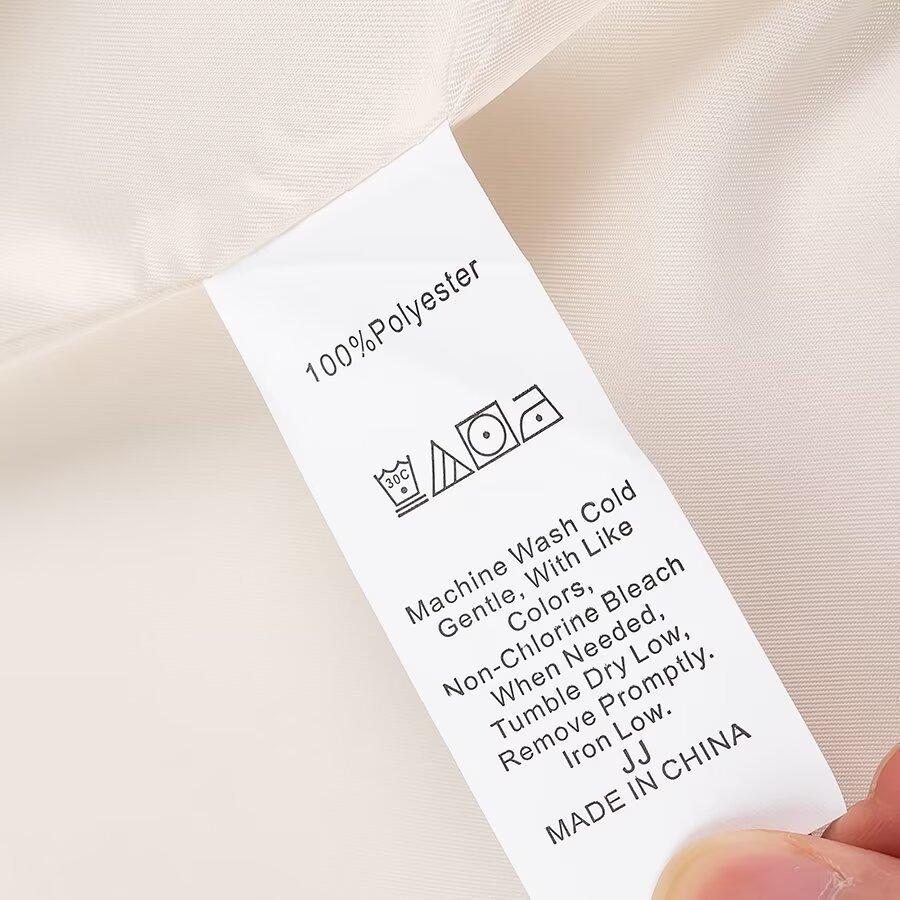 100%Polyester
30C
Machine Wash Cold
Gentle, With Like
Colors,
Non-Chlorine Bleach
When Needed,
Tumble Dry Low,
Remove Promptly.
Iron Low.
JJ
MADE IN CHINA